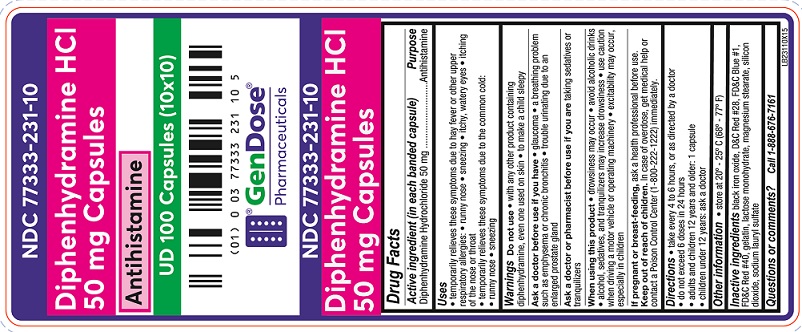 NDC 77333-231-10
Diphenhydramine HCl
50 mg Capsules
Antihistamine
UD 100 Capsules (10x10)
(01) 0 03 77333 231 10 5
GenDose®
Pharmaceuticals
NDC 77333-231-10
Diphenhydramine HCl
50 mg Capsules
Drug Facts
Active ingredient (in each banded capsule) Purpose
Diphenhydramine Hydrochloride 50 mg ........................ Antihistamine
Uses
• temporarily relieves these symptoms due to hay fever or other upper
respiratory allergies: • runny nose • sneezing • itchy, watery eyes • itching
of the nose or throat
• temporarily relieves these symptoms due to the common cold:
• runny nose • sneezing
Warnings Do not use • with any other product containing
diphenhydramine, even one used on skin • to make a child sleepy
Ask a doctor before use if you have • glaucoma • a breathing problem
such as emphysema or chronic bronchitis • trouble urinating due to an
enlarged prostate gland
Ask a doctor or pharmacist before use if you are taking sedatives or
tranquilizers
When using this product • drowsiness may occur • avoid alcoholic drinks
• alcohol, sedatives, and tranquilizers may increase drowsiness • use caution
when driving a motor vehicle or operating machinery • excitability may occur,
especially in children
If pregnant or breast-feeding, ask a health professional before use.
Keep out of reach of children. In case of overdose, get medical help or
contact a Poison Control Center (1-800-222-1222) immediately.
Directions • take every 4 to 6 hours, or as directed by a doctor
• do not exceed 6 doses in 24 hours
• adults and children 12 years and older: 1 capsule
• children under 12 years: ask a doctor
Other information • store at 20° - 25° C (68° - 77° F)
Inactive ingredients black iron oxide, D&C Red #28, FD&C Blue #1,
FD&C Red #40, gelatin, lactose monohydrate, magnesium stearate, silicon
dioxide, sodium lauryl sulfate
Questions or comments? Call 1-888-676-7161
LB23110X15